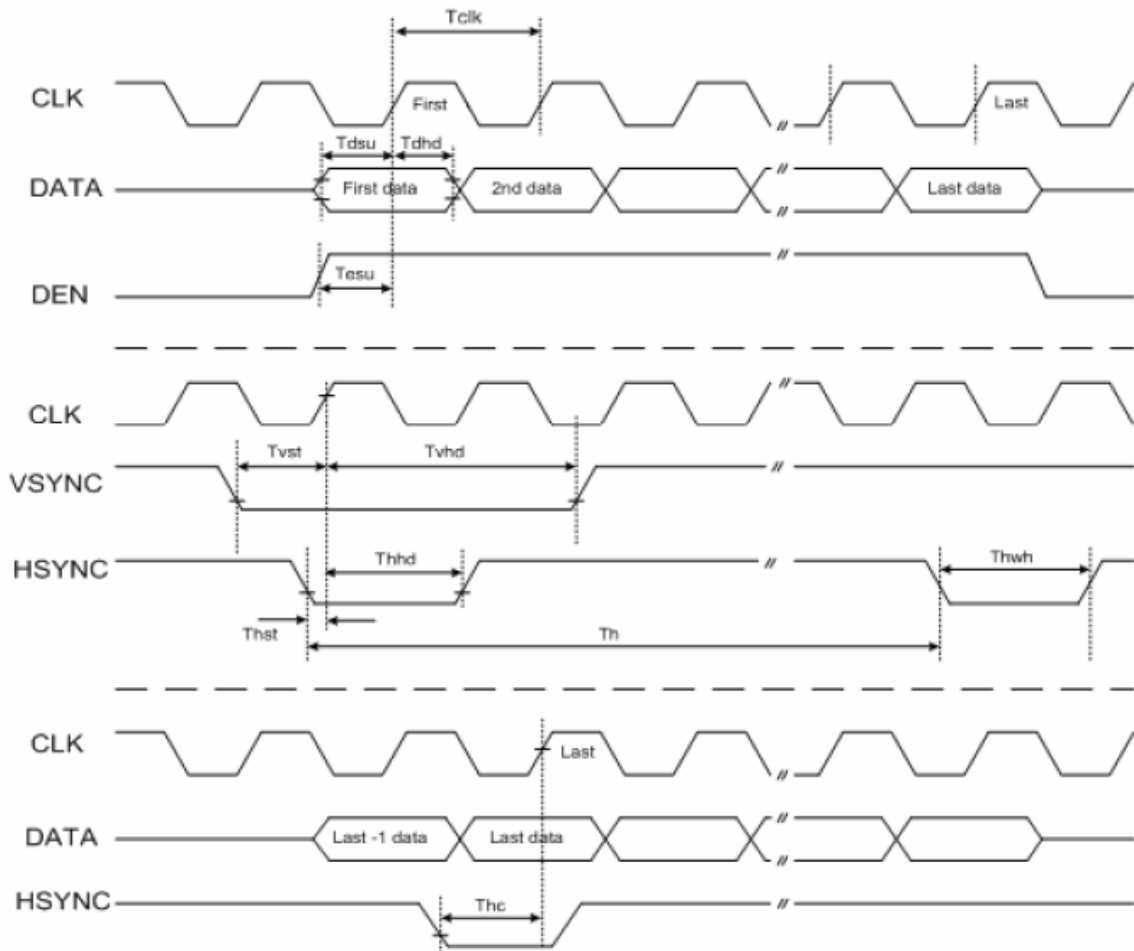 Tclk
CLK
First
Last
Tdsu
Tdhd
DATA
First data
2nd data
Last data
DEN
Tesu
CLK
Tvst
Tvhd
VSYNC
HSYNC
Thhd
Thwh
Thst
Th
CLK
Last
DATA
Last -1 data
Last data
HSYNC
Thc